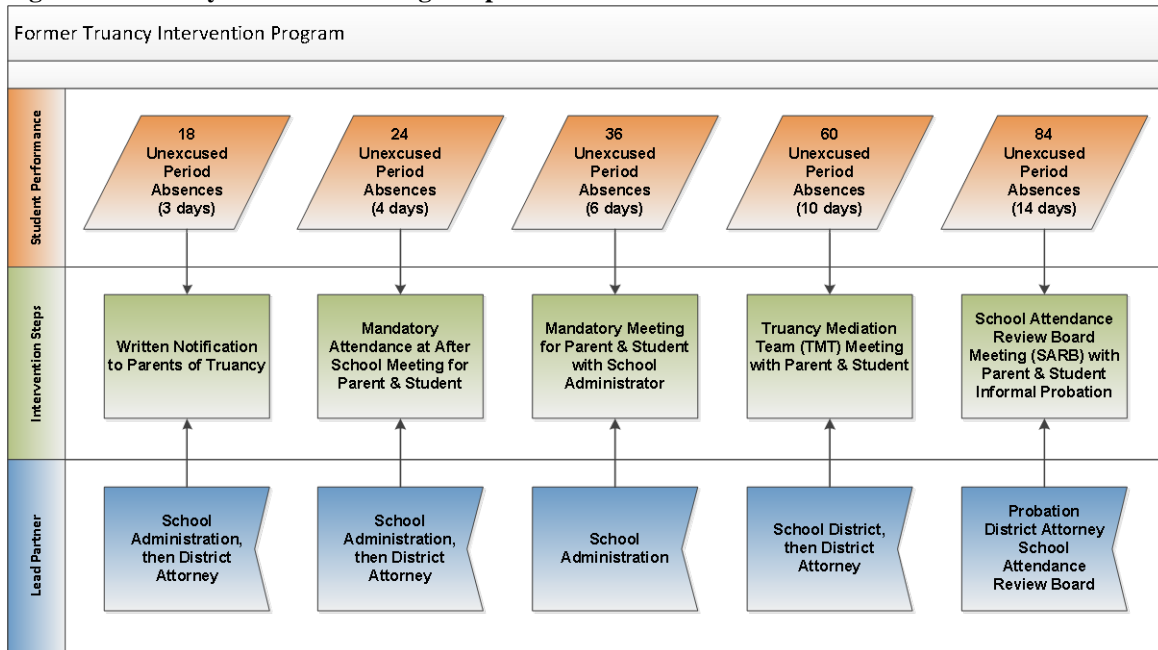 Former Truancy Intervention Program
Student Performance
18
Unexcused
Period
Absences
(3 days)
24
Unexcused
Period
Absences
(4 days)
36
Unexcused
Period
Absences
(6 days)
60
Unexcused
Period
Absences
(10 days)
84
Unexcused
Period
Absences
(14 days)
Intervention Steps
Written Notification
to Parents of Truancy
Mandatory
Attendance at After
School Meeting for
Parent & Student
Mandatory Meeting
for Parent & Student
with School
Administrator
Truancy Mediation
Team (TMT) Meeting
with Parent & Student
School Attendance
Review Board
Meeting (SARB) with
Parent & Student
Informal Probation
Lead Partner
School
Administration,
then District
Attorney
School
Administration,
then District
Attorney
School
Administration
School District,
then District
Attorney
Probation
District Attorney
School
Attendance
Review Board